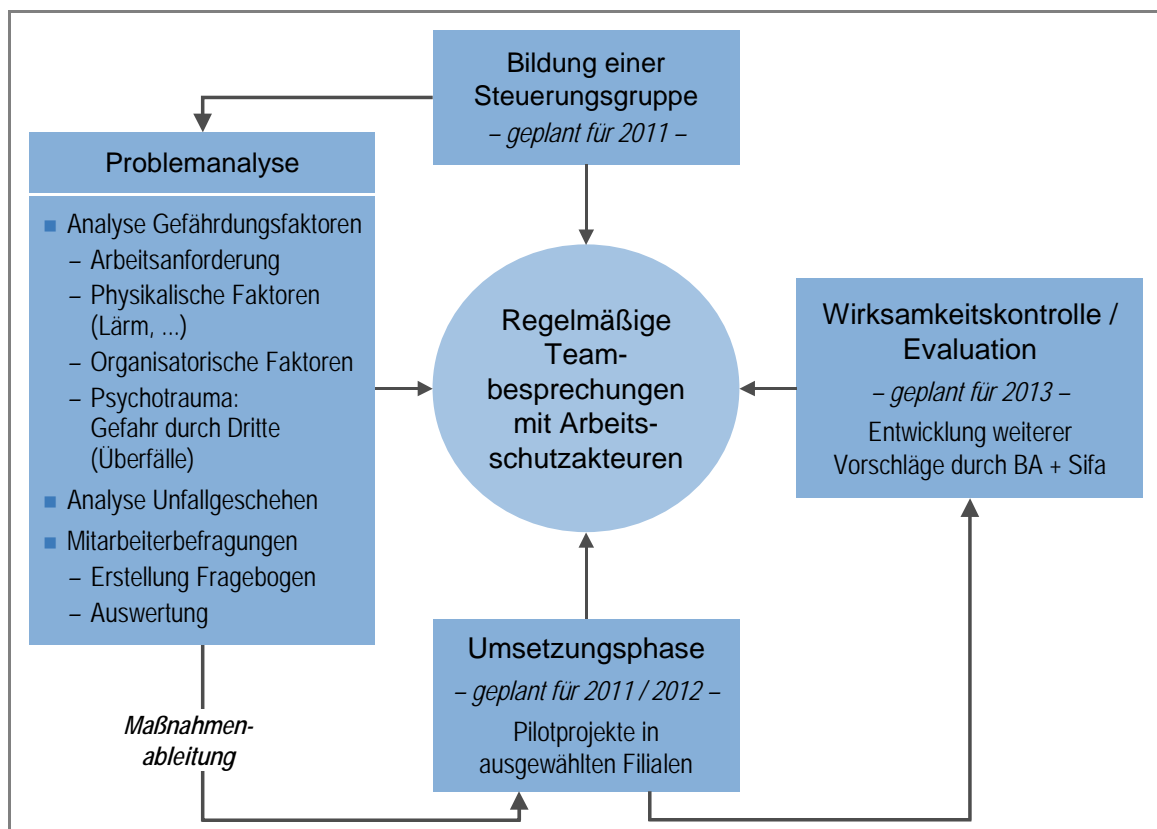 Bildung einer
Steuerungsgruppe
– geplant für 2011 –
Problemanalyse
■ Analyse Gefährdungsfaktoren
– Arbeitsanforderung
– Physikalische Faktoren
(Lärm, ...)
– Organisatorische Faktoren
– Psychotrauma:
Gefahr durch Dritte
(Überfälle)
■ Analyse Unfallgeschehen
■ Mitarbeiterbefragungen
– Erstellung Fragebogen
– Auswertung
Regelmäßige
Team-
besprechungen
mit Arbeits-
schutzakteuren
Wirksamkeitskontrolle /
Evaluation
– geplant für 2013 –
Entwicklung weiterer
Vorschläge durch BA + Sifa
Maßnahmen-
ableitung
Umsetzungsphase
– geplant für 2011 / 2012 –
Pilotprojekte in
ausgewählten Filialen